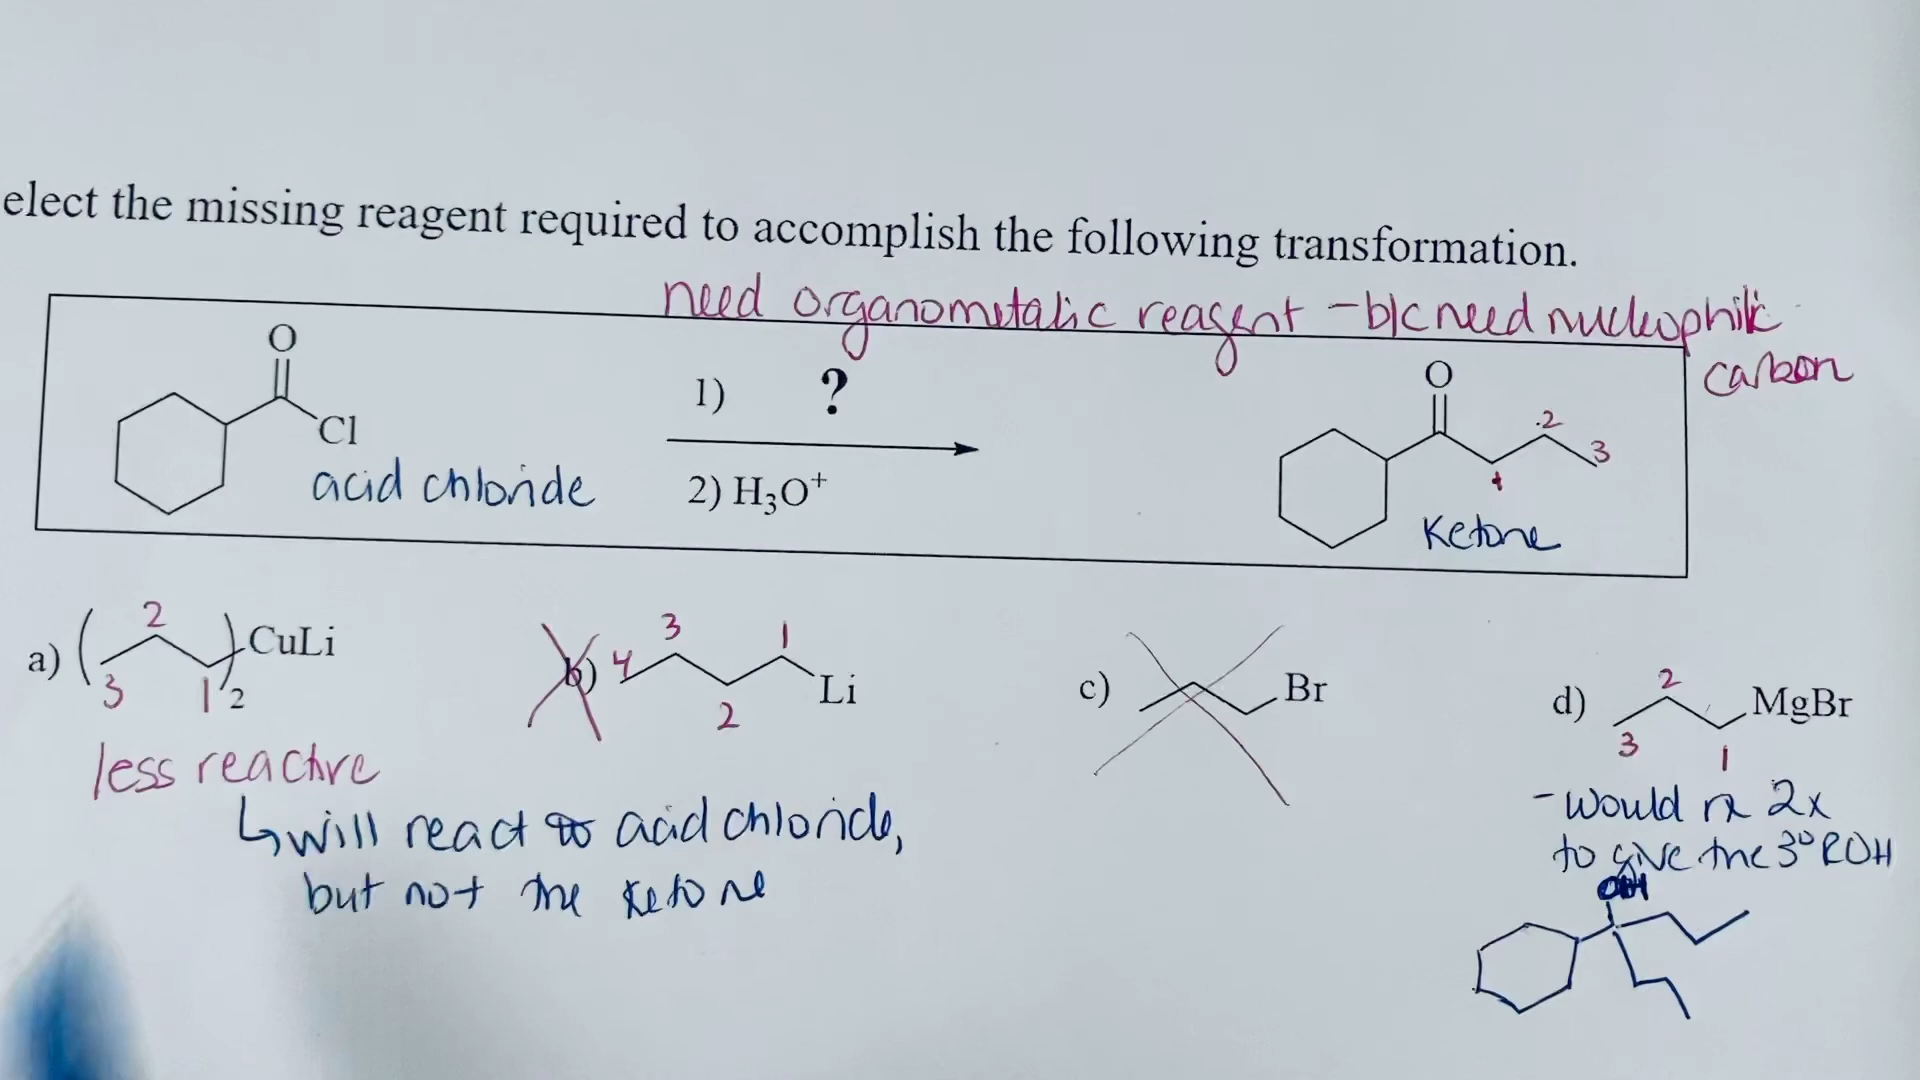 elect the missing reagent required to accomplish the following transformation.
need organometalic reagent - b/c need nucleophilic
carbon
O
Cl
acid chloride
1) ?
2) H₃O⁺
O
1 2 3
Ketone
a) ( 3 2 1 )₂ CuLi
b) 4 3 2 1 Li
c) Br
d) 3 2 1 MgBr
less reactive
↳ will react to acid chloride,
but not the ketone
- would rx 2x
to give the 3° ROH
OH